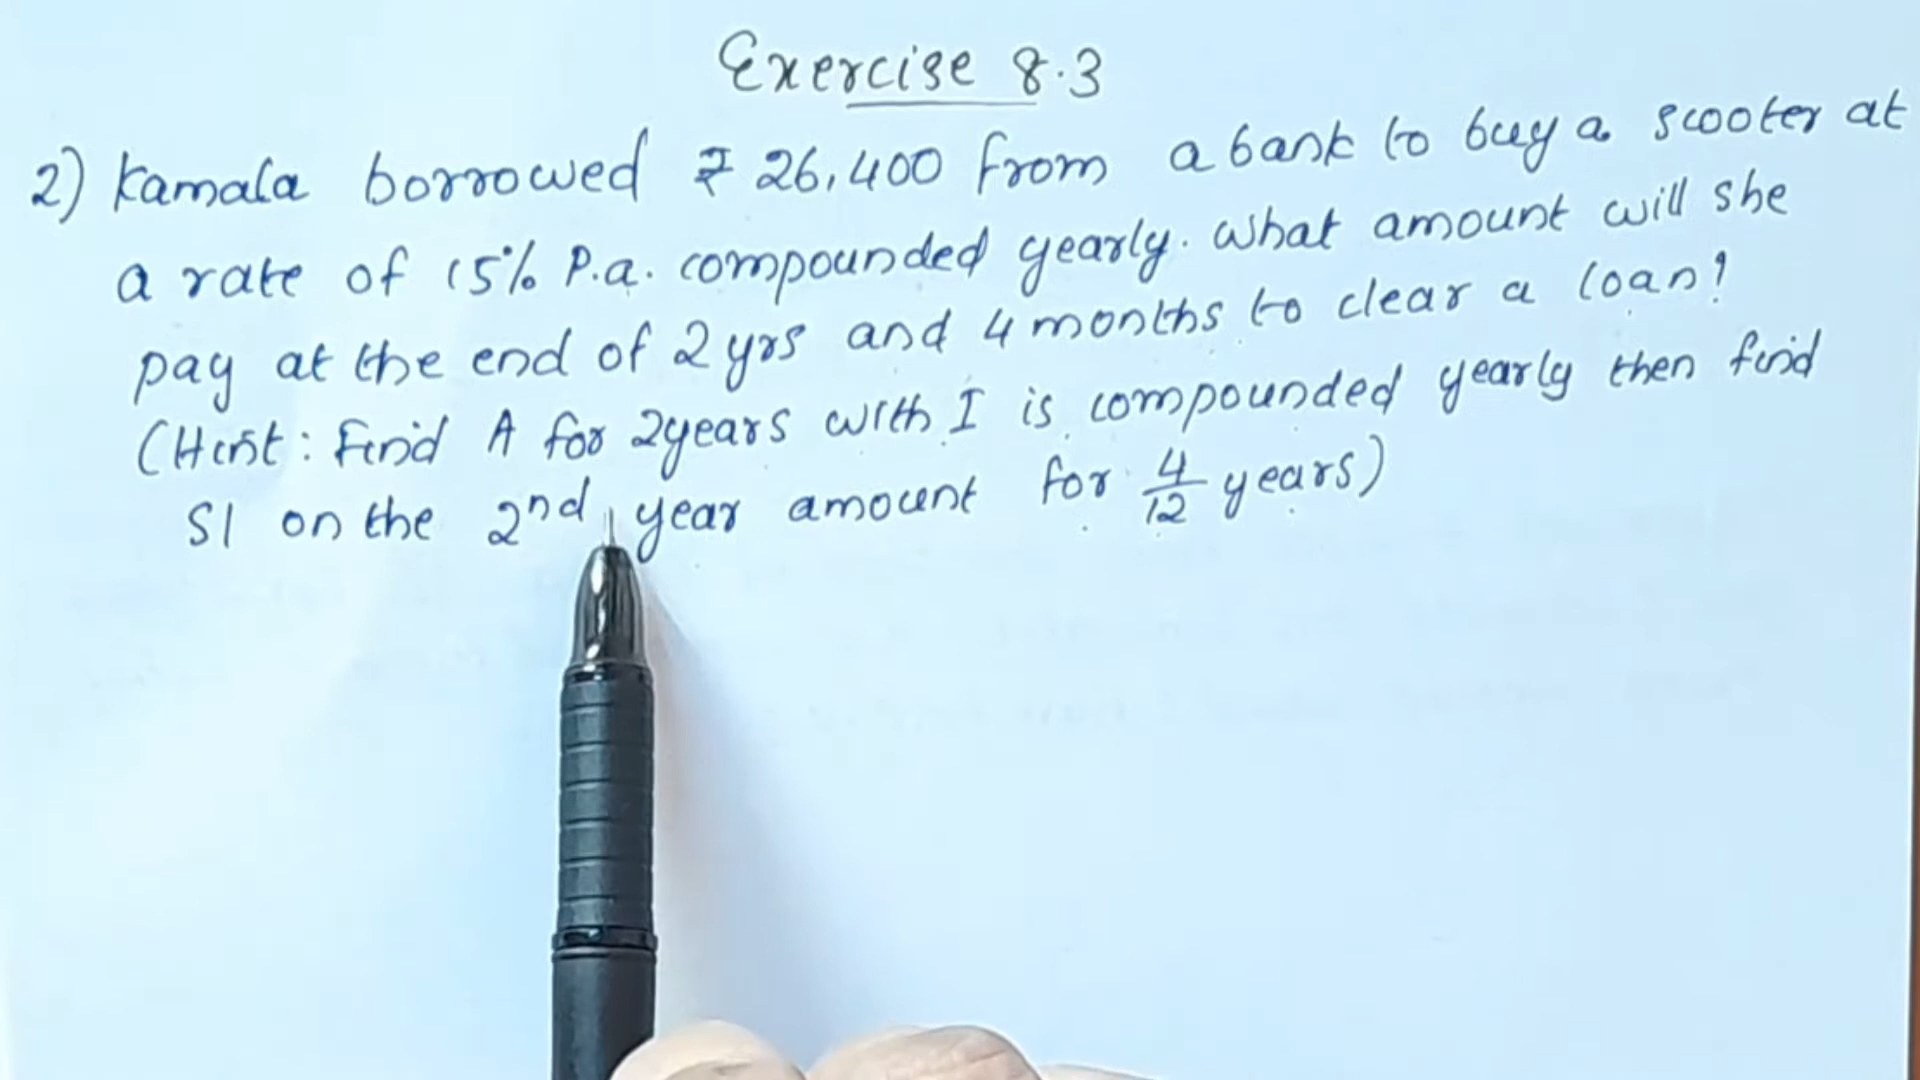 Exercise 8.3
2) Kamala borrowed ₹ 26,400 from a bank to buy a scooter at
a rate of 15% P.a. compounded yearly. What amount will she
pay at the end of 2 yrs and 4 months to clear a loan?
(Hint: Find A for 2 years with I is compounded yearly then find
SI on the 2nd year amount for 4/12 years)